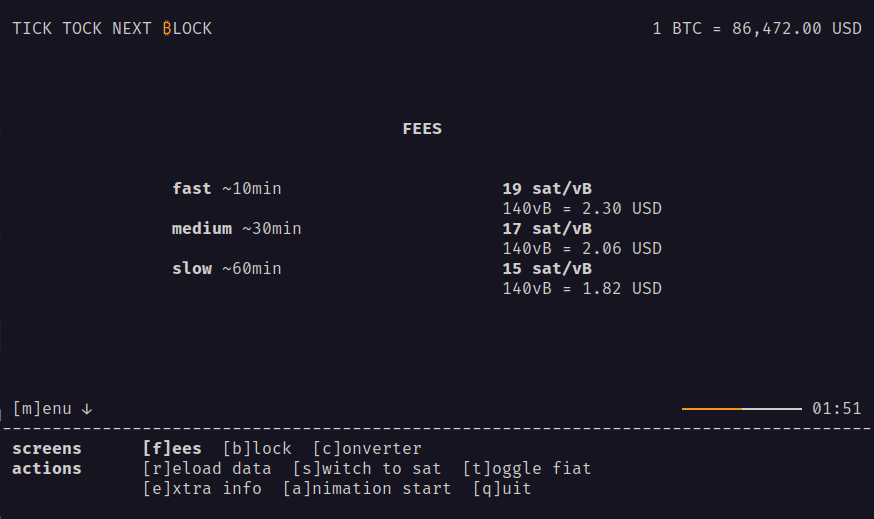 TICK TOCK NEXT ₿LOCK
1 BTC = 86,472.00 USD
FEES
fast ~10min 19 sat/vB
140vB = 2.30 USD
medium ~30min 17 sat/vB
140vB = 2.06 USD
slow ~60min 15 sat/vB
140vB = 1.82 USD
[m]enu ↓ 01:51
screens [f]ees [b]lock [c]onverter
actions [r]eload data [s]witch to sat [t]oggle fiat
[e]xtra info [a]nimation start [q]uit